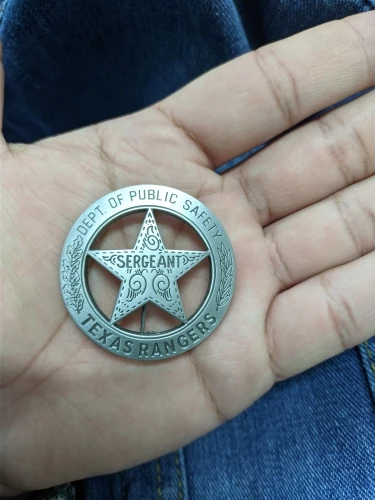 DEPT. OF PUBLIC SAFETY
SERGEANT
TEXAS RANGERS